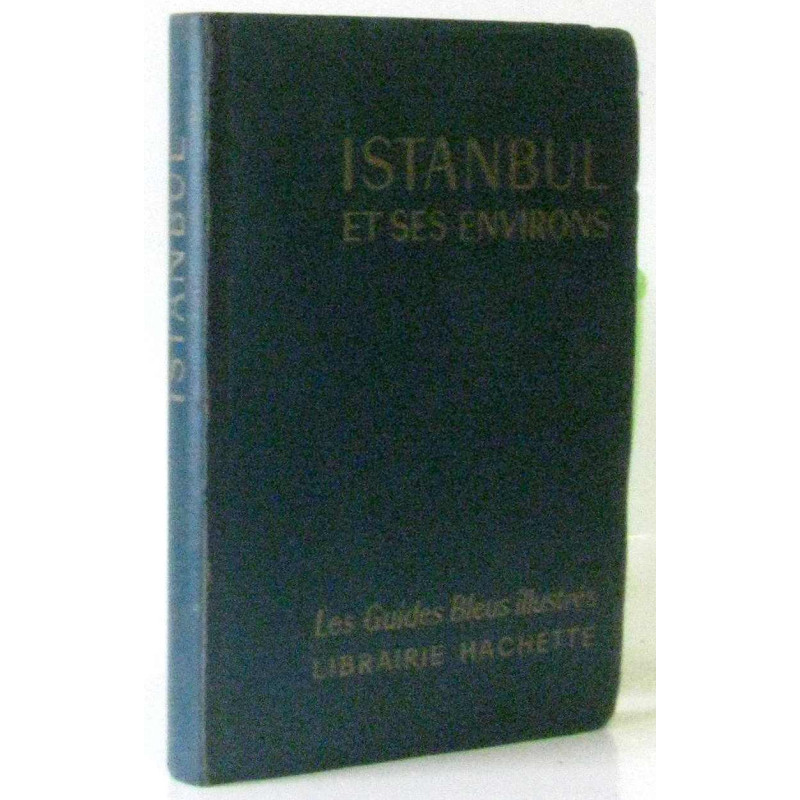 ISTANBUL
ISTANBUL
ET SES ENVIRONS
Les Guides Bleus illustrés
LIBRAIRIE HACHETTE